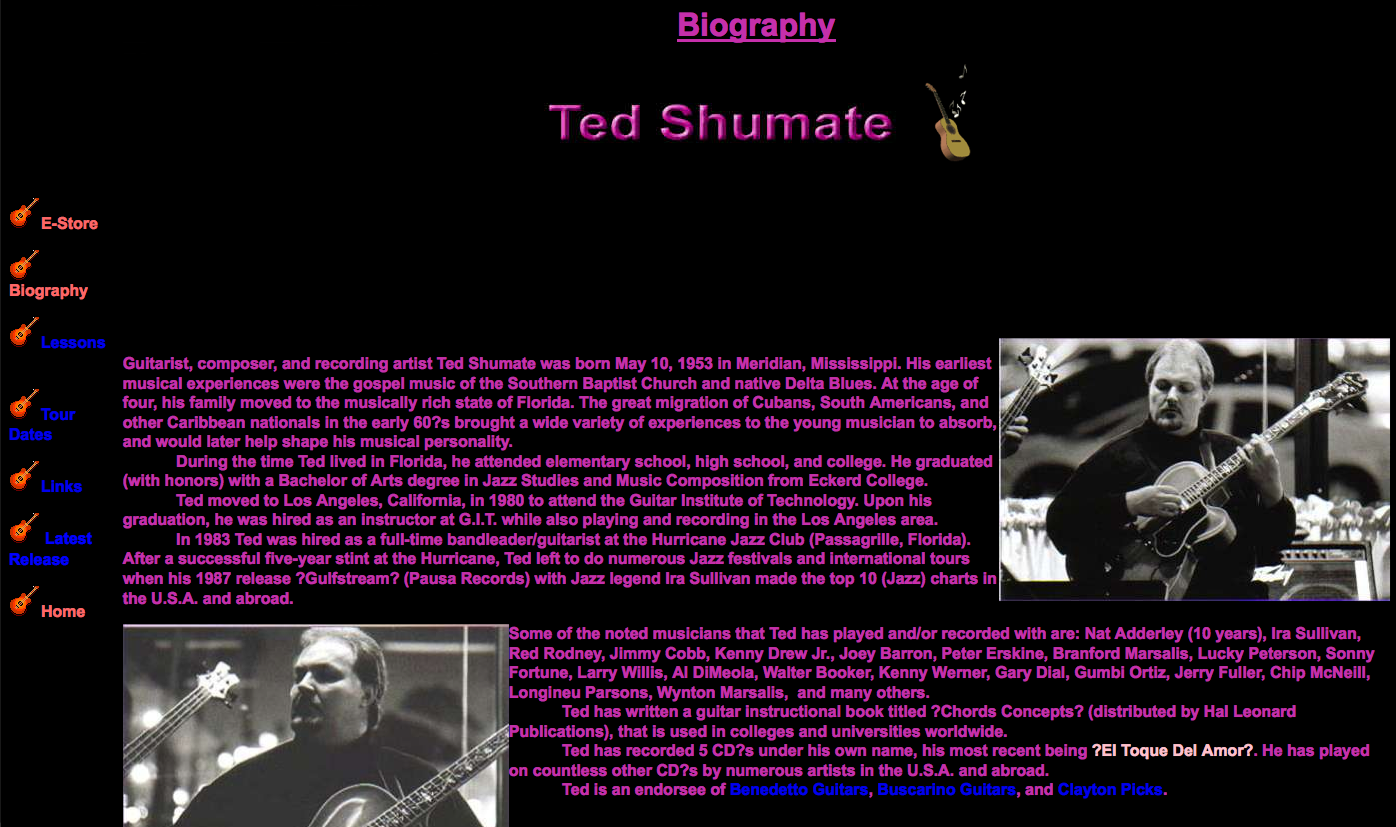 Biography
Ted Shumate
E-Store
Biography
Lessons
Tour
Dates
Links
Latest
Release
Home
Guitarist, composer, and recording artist Ted Shumate was born May 10, 1953 in Meridian, Mississippi. His earliest
musical experiences were the gospel music of the Southern Baptist Church and native Delta Blues. At the age of
four, his family moved to the musically rich state of Florida. The great migration of Cubans, South Americans, and
other Caribbean nationals in the early 60?s brought a wide variety of experiences to the young musician to absorb,
and would later help shape his musical personality.
During the time Ted lived in Florida, he attended elementary school, high school, and college. He graduated
(with honors) with a Bachelor of Arts degree in Jazz Studies and Music Composition from Eckerd College.
Ted moved to Los Angeles, California, in 1980 to attend the Guitar Institute of Technology. Upon his
graduation, he was hired as an instructor at G.I.T. while also playing and recording in the Los Angeles area.
In 1983 Ted was hired as a full-time bandleader/guitarist at the Hurricane Jazz Club (Passagrille, Florida).
After a successful five-year stint at the Hurricane, Ted left to do numerous Jazz festivals and international tours
when his 1987 release ?Gulfstream? (Pausa Records) with Jazz legend Ira Sullivan made the top 10 (Jazz) charts in
the U.S.A. and abroad.
Some of the noted musicians that Ted has played and/or recorded with are: Nat Adderley (10 years), Ira Sullivan,
Red Rodney, Jimmy Cobb, Kenny Drew Jr., Joey Barron, Peter Erskine, Branford Marsalis, Lucky Peterson, Sonny
Fortune, Larry Willis, Al DiMeola, Walter Booker, Kenny Werner, Gary Dial, Gumbi Ortiz, Jerry Fuller, Chip McNeill,
Longineu Parsons, Wynton Marsalis, and many others.
Ted has written a guitar instructional book titled ?Chords Concepts? (distributed by Hal Leonard
Publications), that is used in colleges and universities worldwide.
Ted has recorded 5 CD?s under his own name, his most recent being ?El Toque Del Amor?. He has played
on countless other CD?s by numerous artists in the U.S.A. and abroad.
Ted is an endorsee of Benedetto Guitars, Buscarino Guitars, and Clayton Picks.